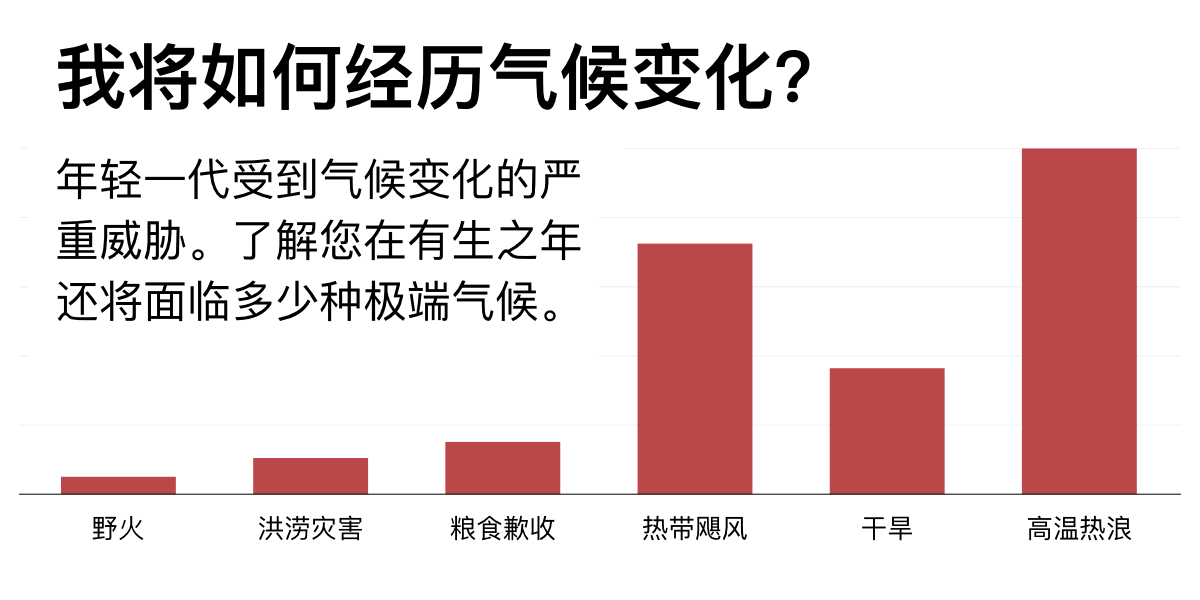 我将如何经历气候变化?
年轻一代受到气候变化的严
重威胁。了解您在有生之年
还将面临多少种极端气候。
野火
洪涝灾害
粮食歉收
热带飓风
干旱
高温热浪